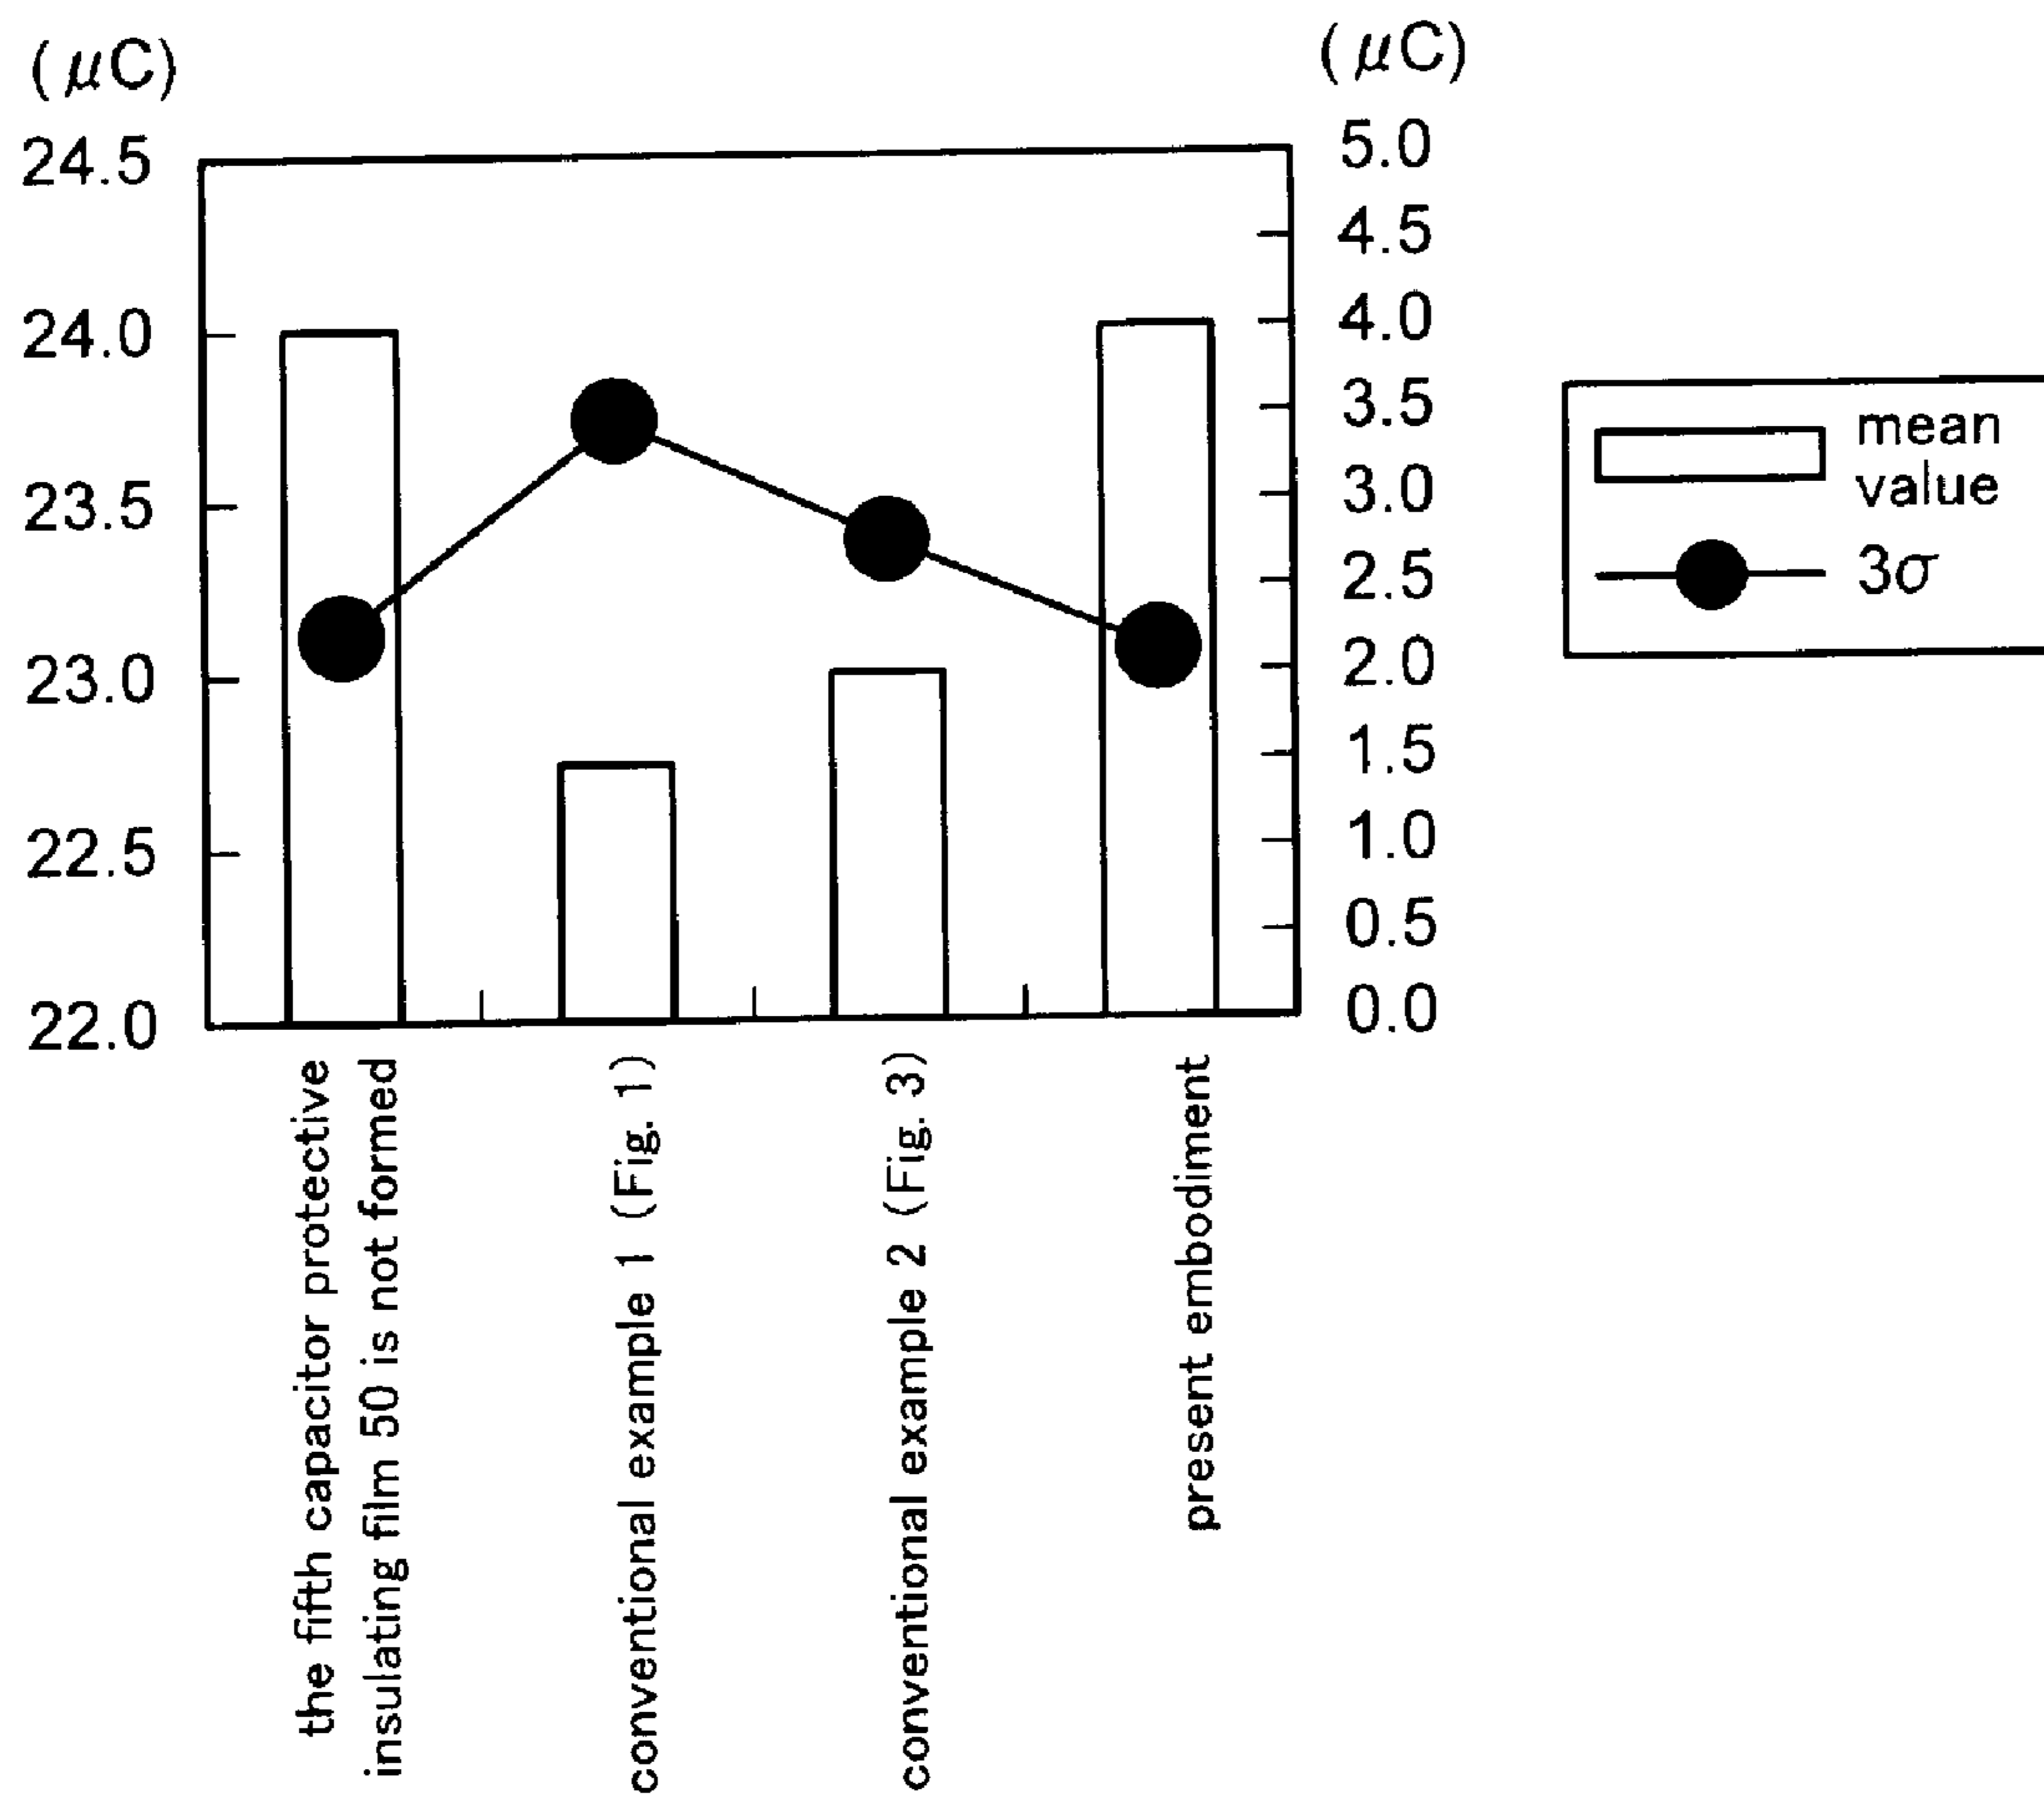 (μC)
24.5
24.0
23.5
23.0
22.5
22.0
(μC)
5.0
4.5
4.0
3.5
3.0
2.5
2.0
1.5
1.0
0.5
0.0
mean
value
3σ
the fifth capacitor protective
insulating film 50 is not formed
conventional example 1 (Fig. 1)
conventional example 2 (Fig. 3)
present embodiment